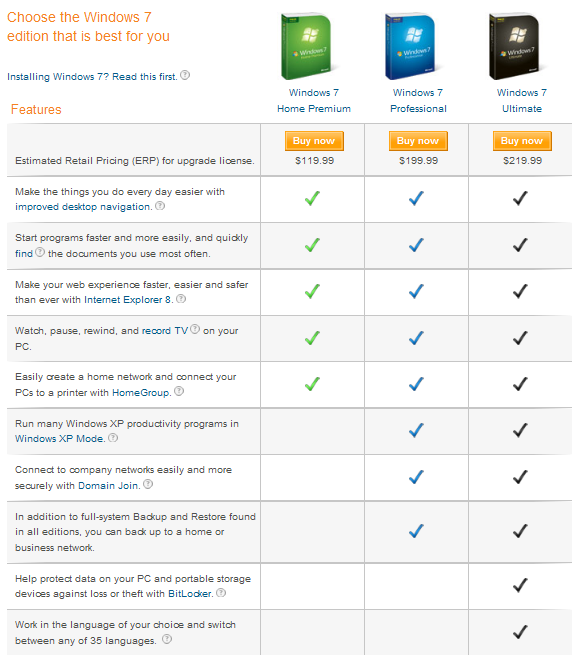 Choose the Windows 7
edition that is best for you
Installing Windows 7? Read this first.
Windows 7
Home Premium
Windows 7
Professional
Windows 7
Ultimate
Features
Buy now
Buy now
Buy now
Estimated Retail Pricing (ERP) for upgrade license.
$119.99
$199.99
$219.99
Make the things you do every day easier with
improved desktop navigation.
Start programs faster and more easily, and quickly
find the documents you use most often.
Make your web experience faster, easier and safer
than ever with Internet Explorer 8.
Watch, pause, rewind, and record TV on your
PC.
Easily create a home network and connect your
PCs to a printer with HomeGroup.
Run many Windows XP productivity programs in
Windows XP Mode.
Connect to company networks easily and more
securely with Domain Join.
In addition to full-system Backup and Restore found
in all editions, you can back up to a home or
business network.
Help protect data on your PC and portable storage
devices against loss or theft with BitLocker.
Work in the language of your choice and switch
between any of 35 languages.